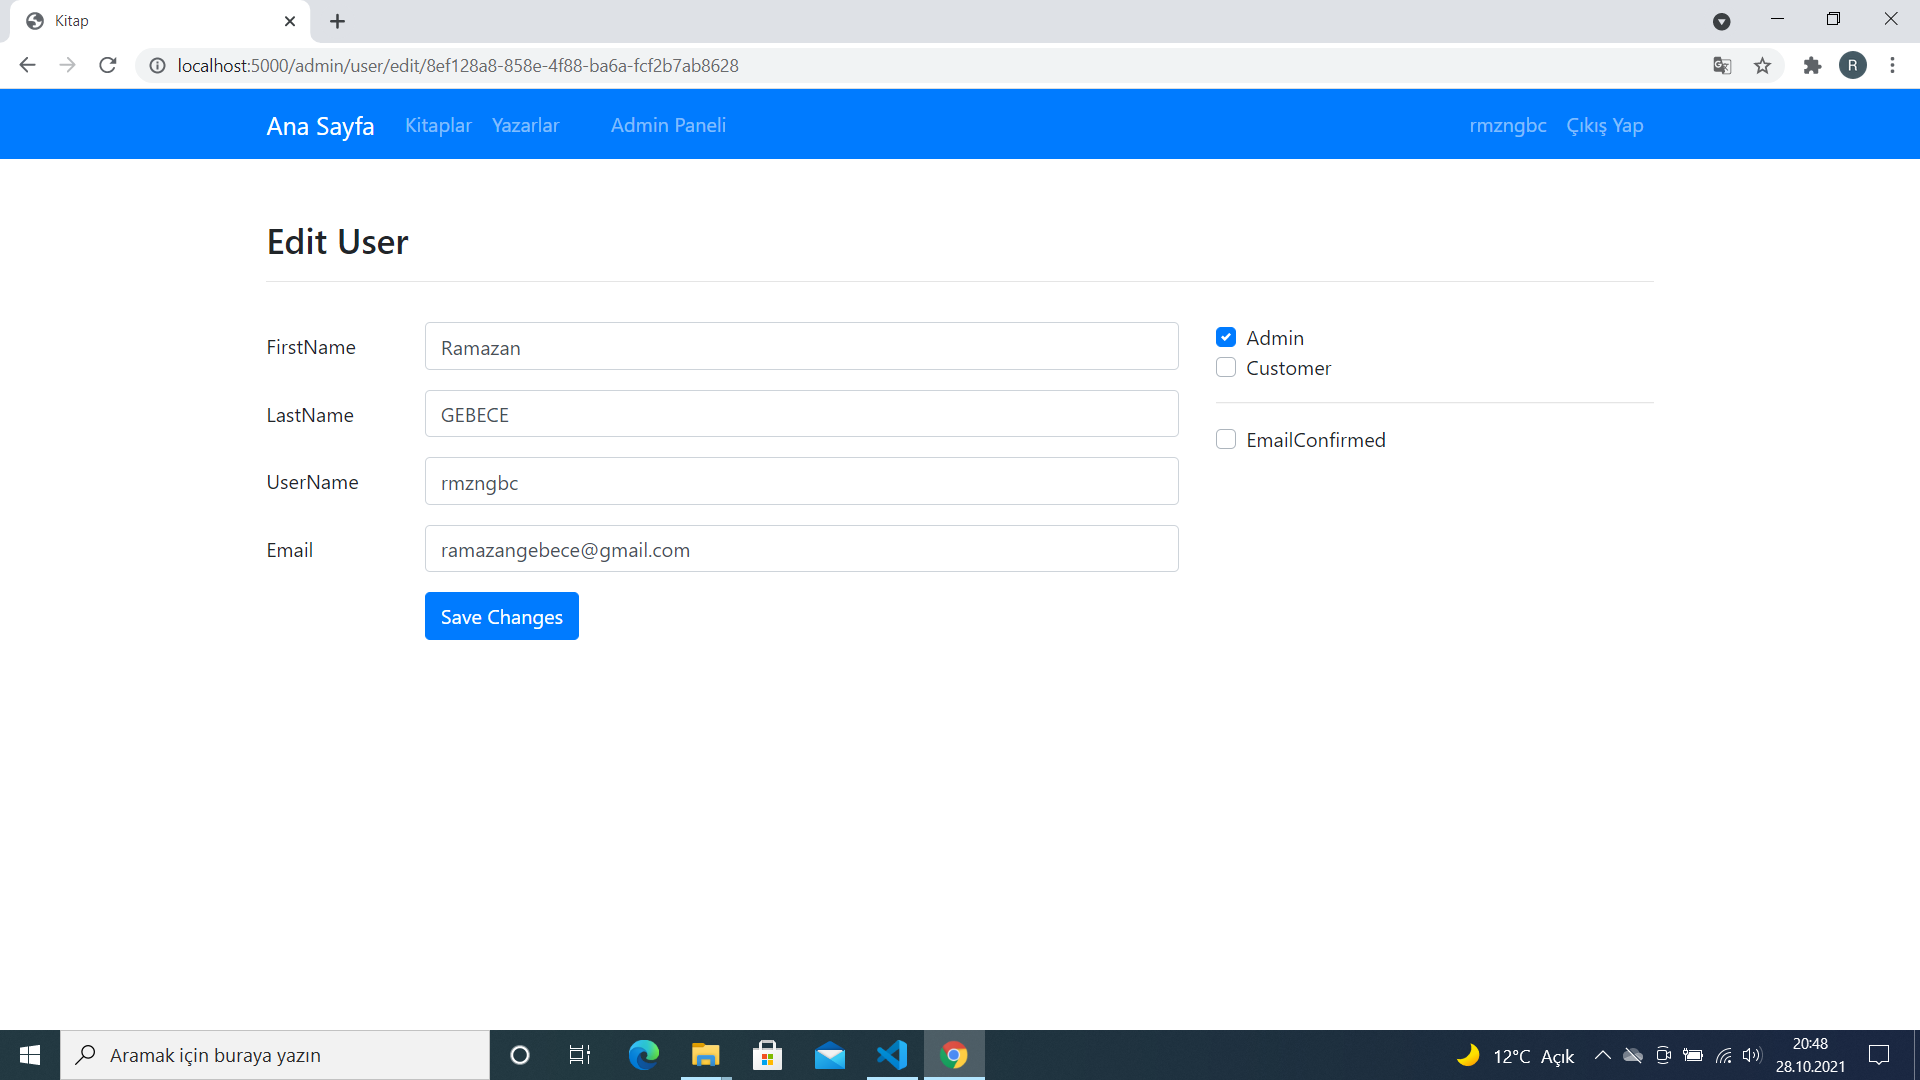 Kitap
localhost:5000/admin/user/edit/8ef128a8-858e-4f88-ba6a-fcf2b7ab8628
R
Ana Sayfa Kitaplar Yazarlar Admin Paneli rmzngbc Çıkış Yap
Edit User
FirstName Ramazan
LastName GEBECE
UserName rmzngbc
Email ramazangebece@gmail.com
Save Changes
Admin
Customer
EmailConfirmed
Aramak için buraya yazın
12°C Açık
20:48
28.10.2021